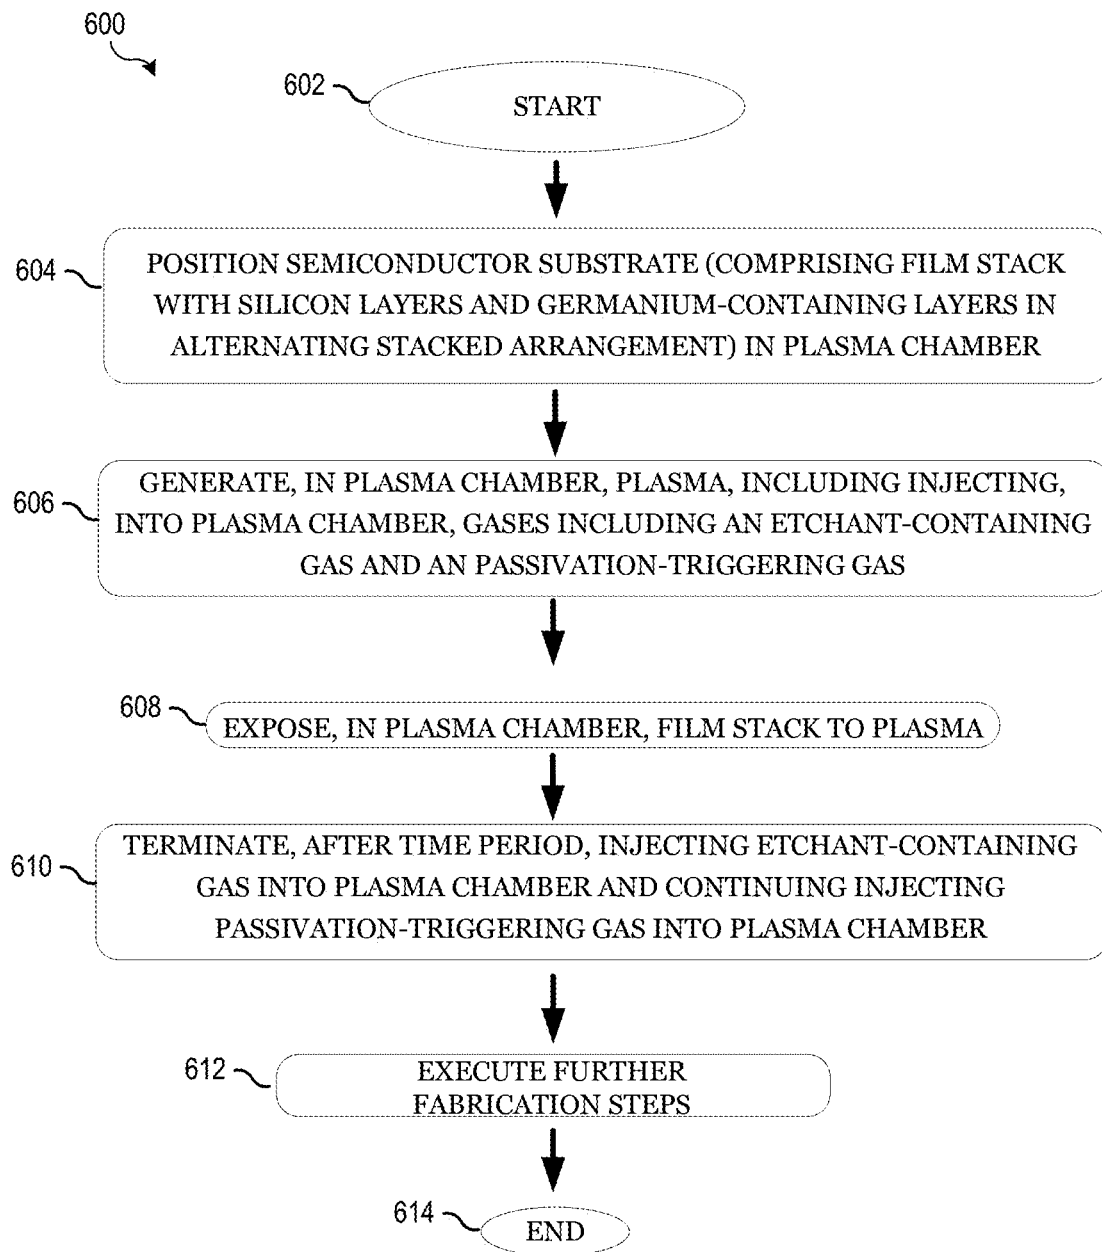 600
602
START
604
POSITION SEMICONDUCTOR SUBSTRATE (COMPRISING FILM STACK
WITH SILICON LAYERS AND GERMANIUM-CONTAINING LAYERS IN
ALTERNATING STACKED ARRANGEMENT) IN PLASMA CHAMBER
606
GENERATE, IN PLASMA CHAMBER, PLASMA, INCLUDING INJECTING,
INTO PLASMA CHAMBER, GASES INCLUDING AN ETCHANT-CONTAINING
GAS AND AN PASSIVATION-TRIGGERING GAS
608
EXPOSE, IN PLASMA CHAMBER, FILM STACK TO PLASMA
610
TERMINATE, AFTER TIME PERIOD, INJECTING ETCHANT-CONTAINING
GAS INTO PLASMA CHAMBER AND CONTINUING INJECTING
PASSIVATION-TRIGGERING GAS INTO PLASMA CHAMBER
612
EXECUTE FURTHER
FABRICATION STEPS
614
END